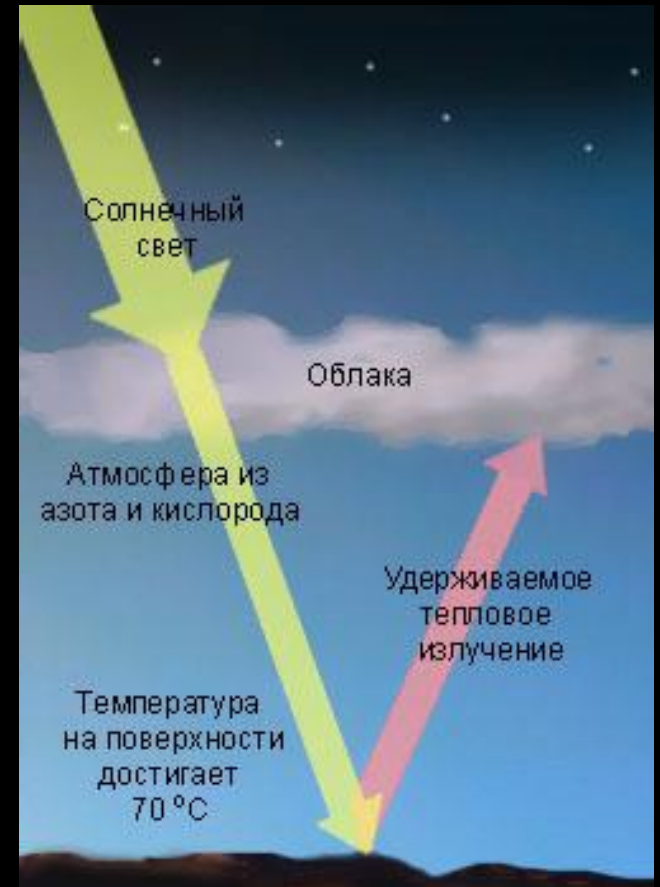 Солнечный
свет
Облака
Атмосфера из
азота и кислорода
Удерживаемое
тепловое
излучение
Температура
на поверхности
достигает
70 °C